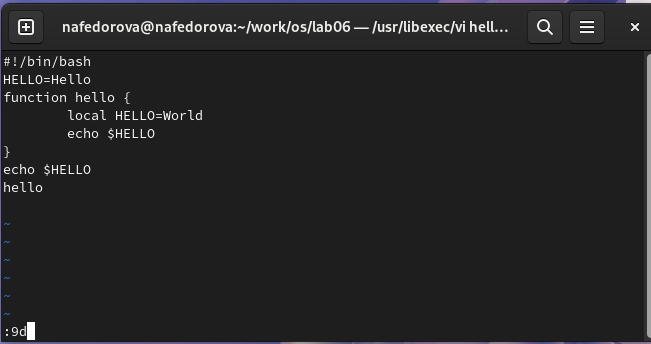 nafedorova@nafedorova:~/work/os/lab06 — /usr/libexec/vi hell…
#!/bin/bash
HELLO=Hello
function hello {
        local HELLO=World
        echo $HELLO
}
echo $HELLO
hello

~
~
~
~
~
~
:9d